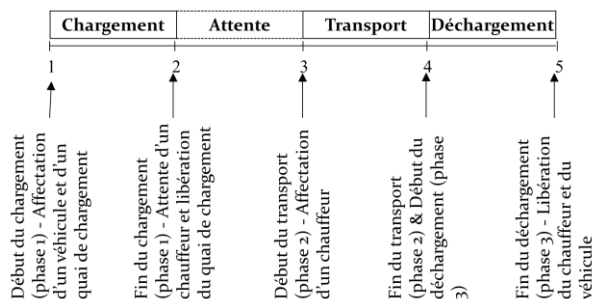 Chargement Attente Transport Déchargement
1 2 3 4 5
Début du chargement
(phase 1) - Affectation
d'un véhicule et d'un
quai de chargement
Fin du chargement
(phase 1) - Attente d'un
chauffeur et libération
du quai de chargement
Début du transport
(phase 2) - Affectation
d'un chauffeur
Fin du transport
(phase 2) & Début du
déchargement (phase
3)
Fin du déchargement
(phase 3) - Libération
du chauffeur et du
véhicule